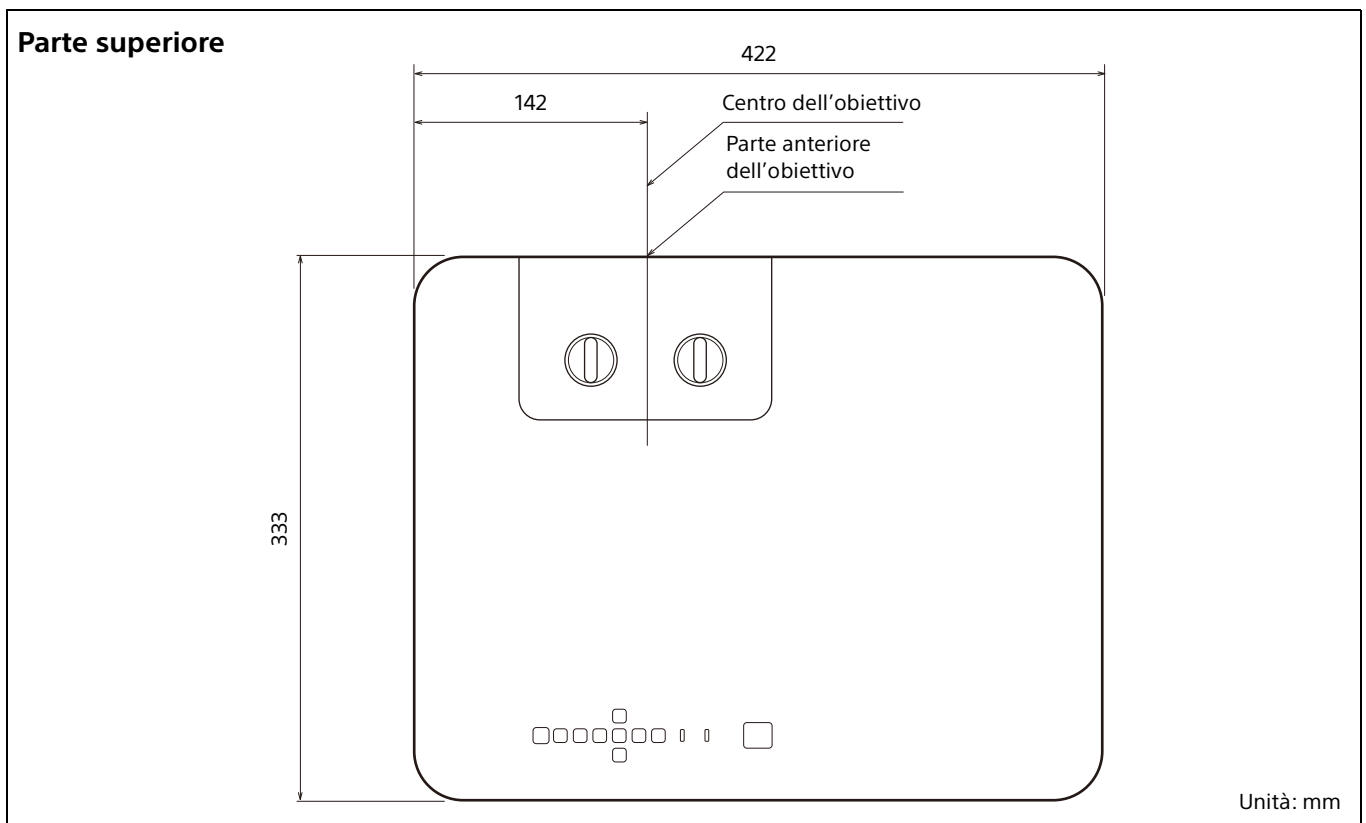 Parte superiore
422
142
Centro dell’obiettivo
Parte anteriore
dell’obiettivo
333
Unità: mm